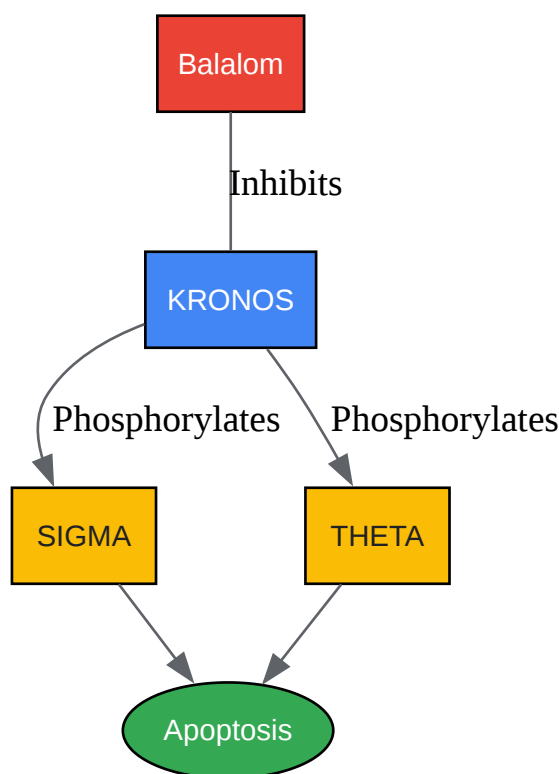 Balalom
Inhibits
KRONOS
Phosphorylates
Phosphorylates
SIGMA
THETA
Apoptosis